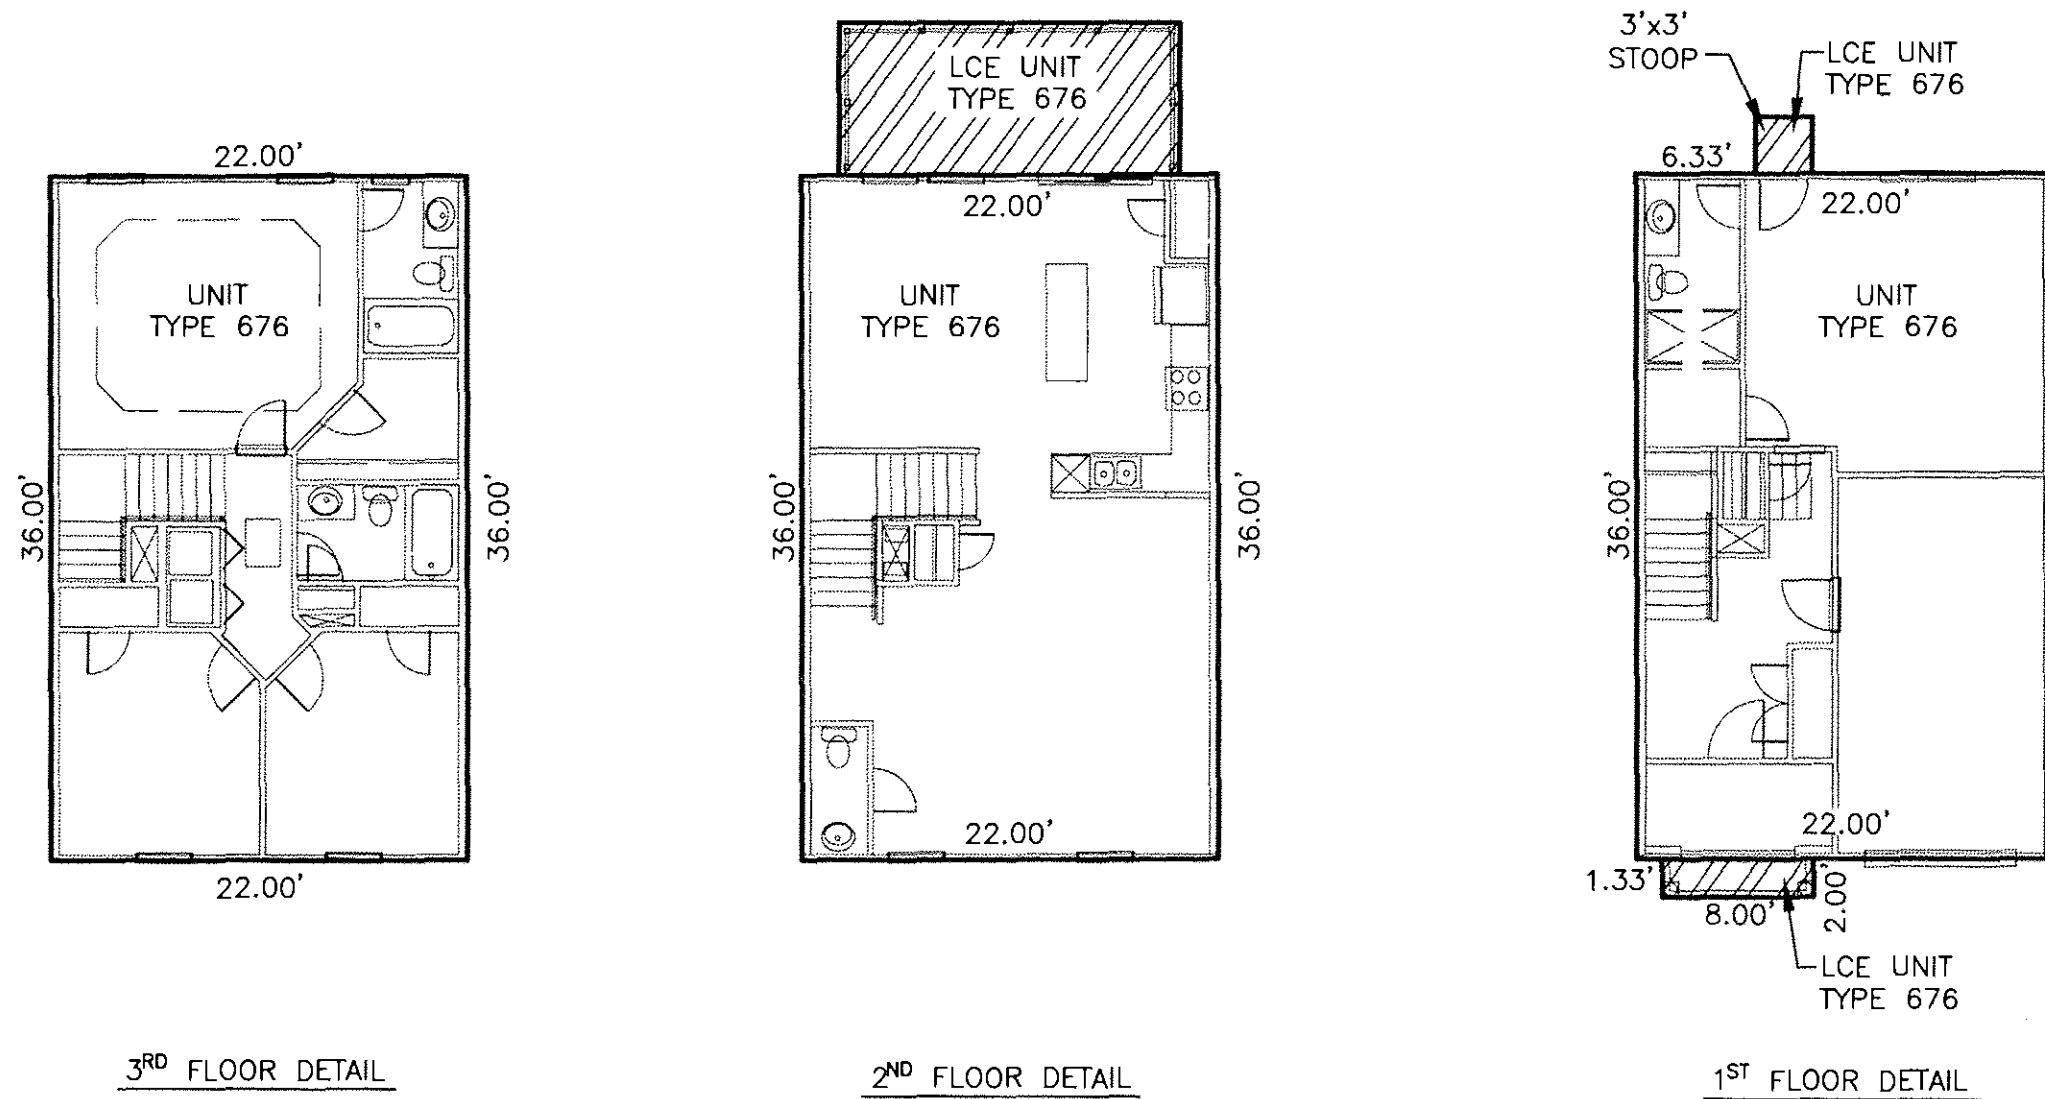 22.00'
UNIT
TYPE 676
36.00'
36.00'
22.00'
3RD FLOOR DETAIL
LCE UNIT
TYPE 676
22.00'
UNIT
TYPE 676
36.00'
36.00'
22.00'
2ND FLOOR DETAIL
3'x3'
STOOP
LCE UNIT
TYPE 676
6.33'
22.00'
UNIT
TYPE 676
36.00'
22.00'
1.33'
8.00'
2.00'
LCE UNIT
TYPE 676
1ST FLOOR DETAIL